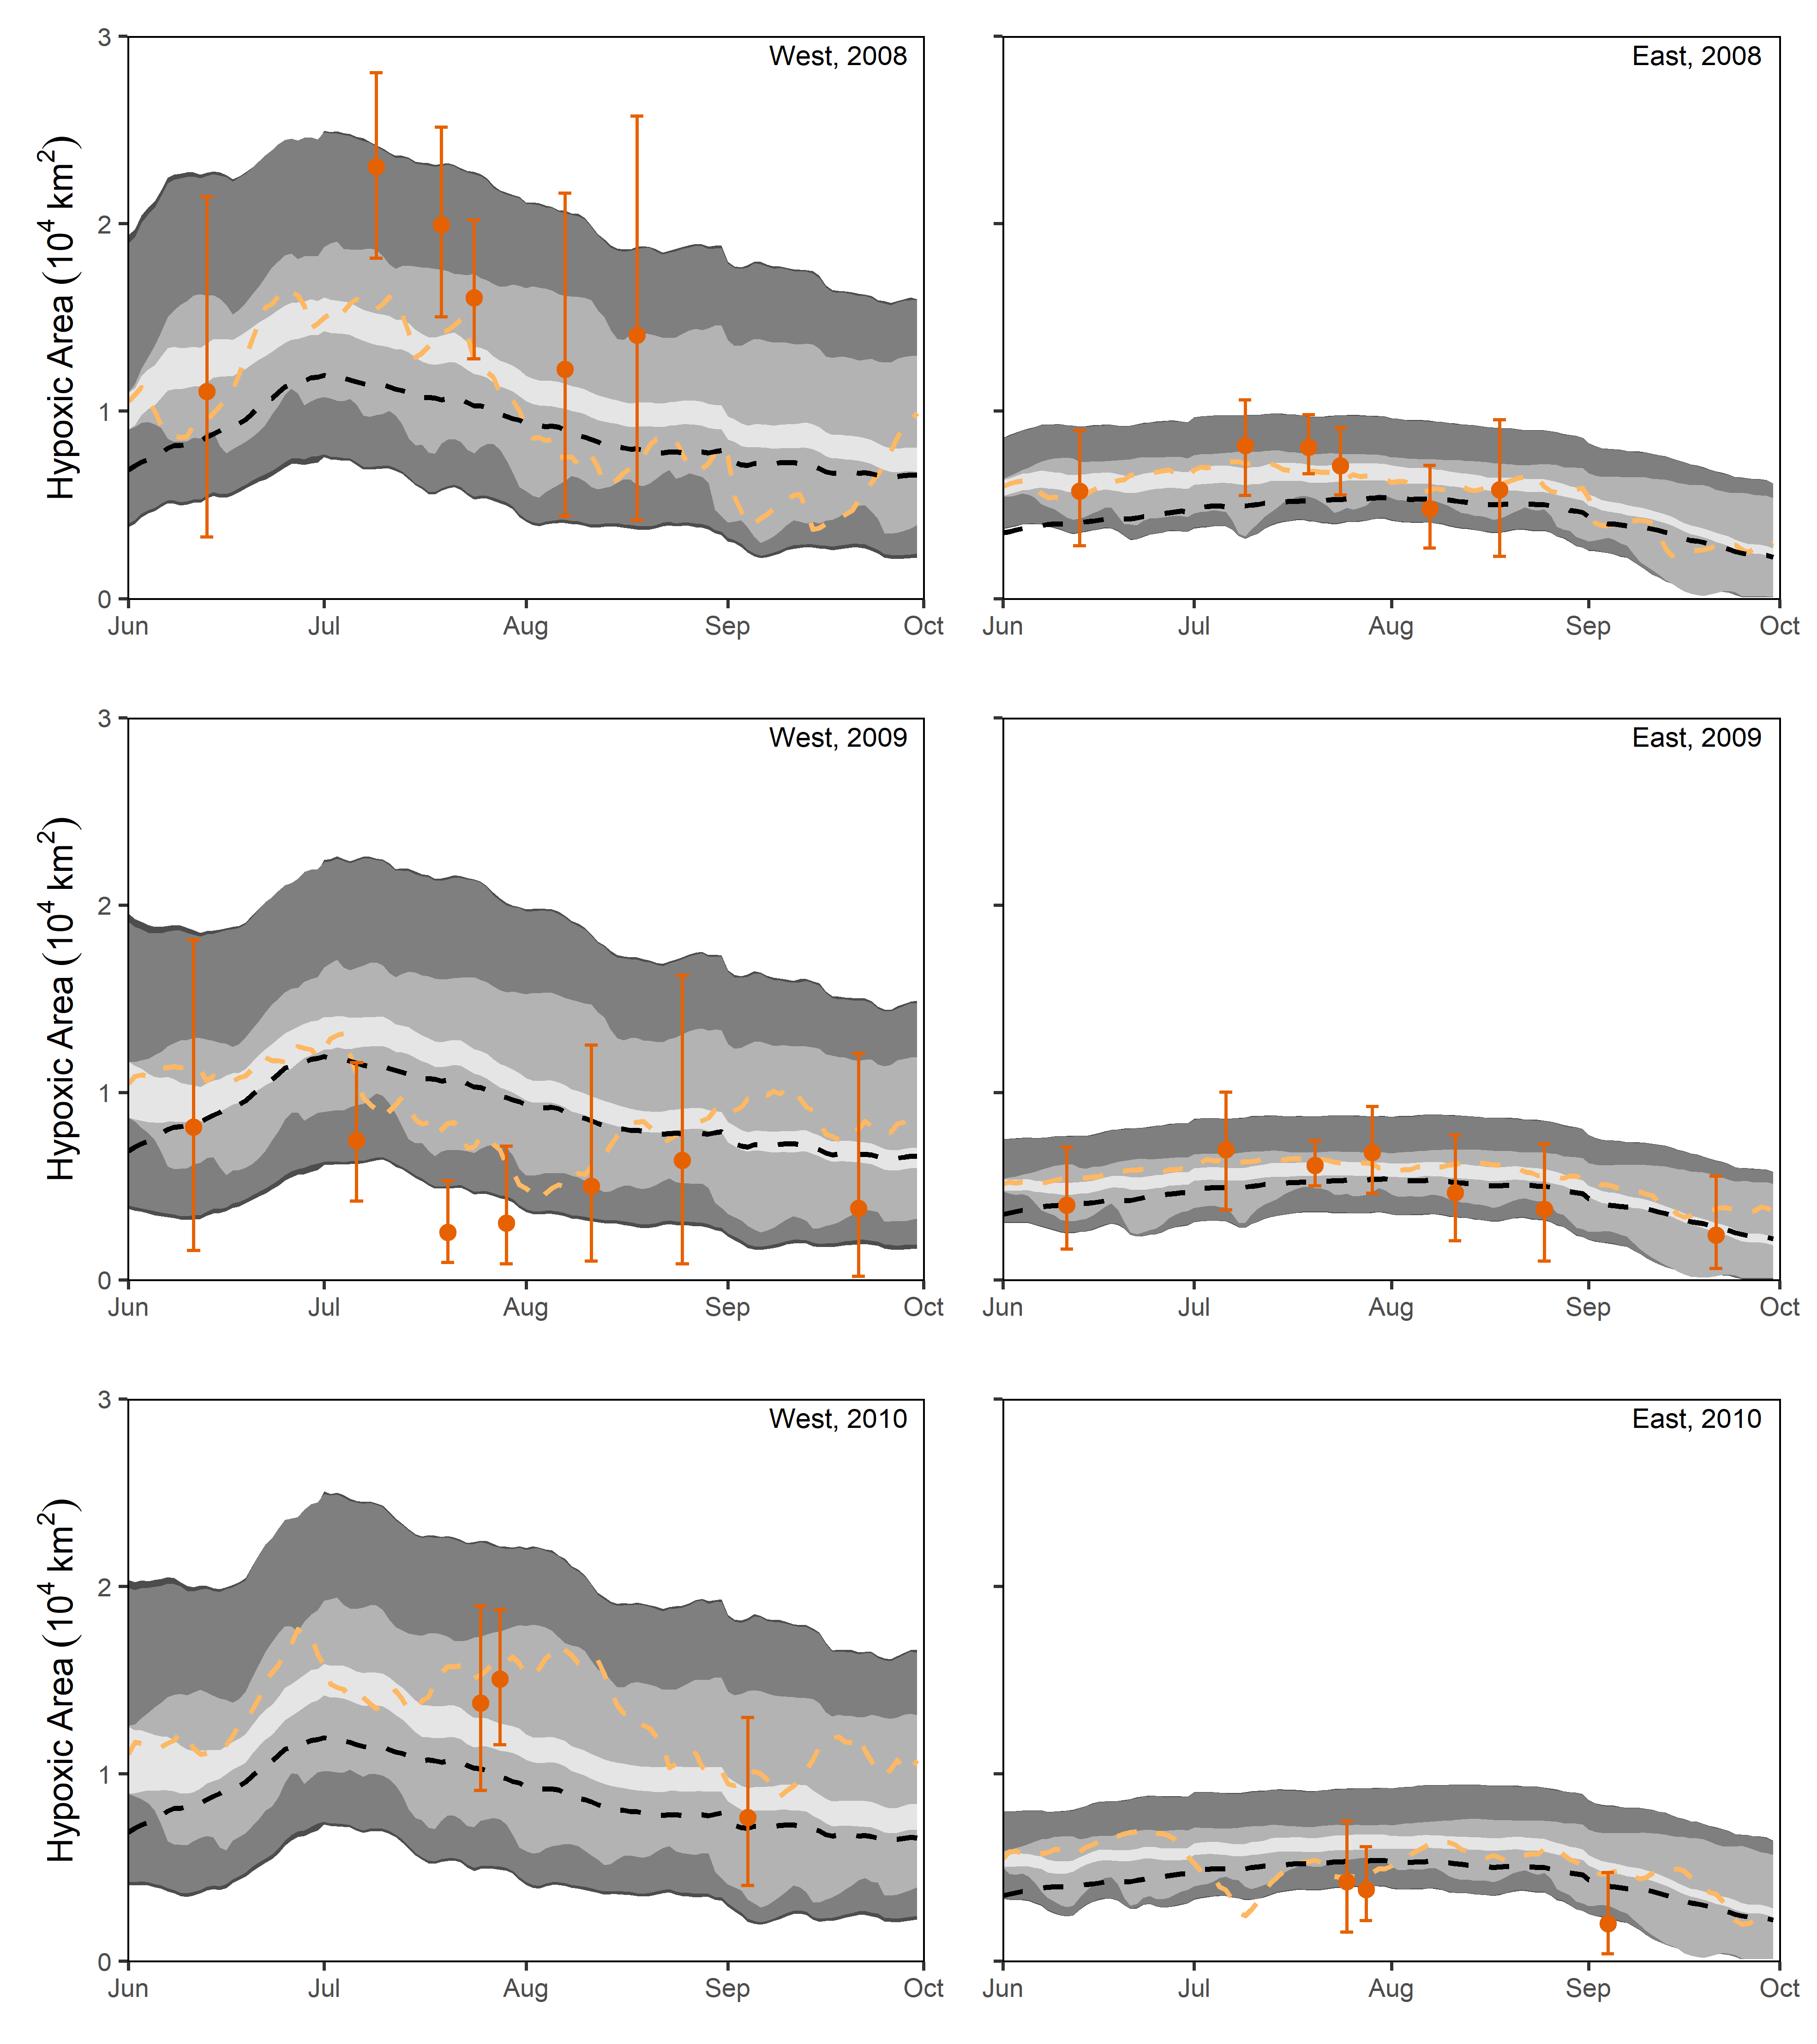 3
West, 2008
East, 2008
2
1
0
Hypoxic Area (10⁴ km²)
Jun Jul Aug Sep Oct
Jun Jul Aug Sep Oct
3
West, 2009
East, 2009
2
1
0
Hypoxic Area (10⁴ km²)
Jun Jul Aug Sep Oct
Jun Jul Aug Sep Oct
3
West, 2010
East, 2010
2
1
0
Hypoxic Area (10⁴ km²)
Jun Jul Aug Sep Oct
Jun Jul Aug Sep Oct